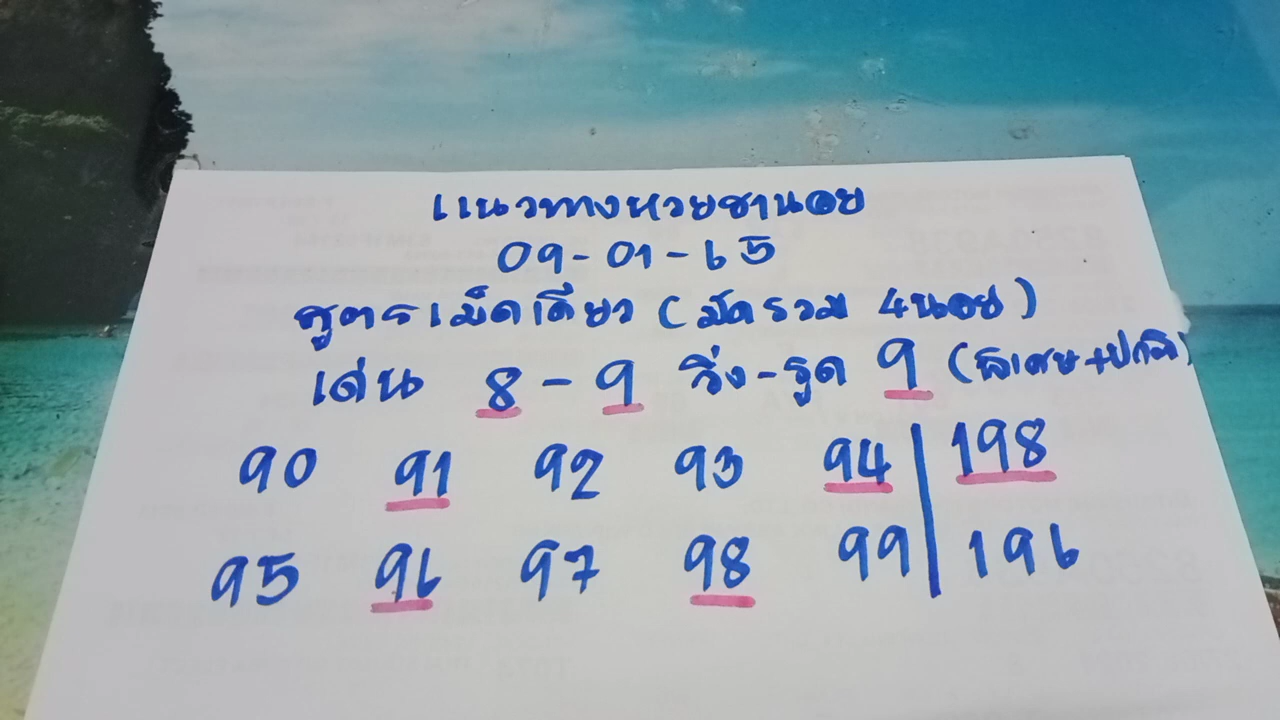 แนวทางหวยฮานอย
09-01-65
สูตรเม็ดเดียว (มัดรวม 4นอย)
เด่น 8-9 วิ่ง-รูด 9 (พิเศษ+ปกติ)
90 91 92 93 94 198
95 96 97 98 99 196